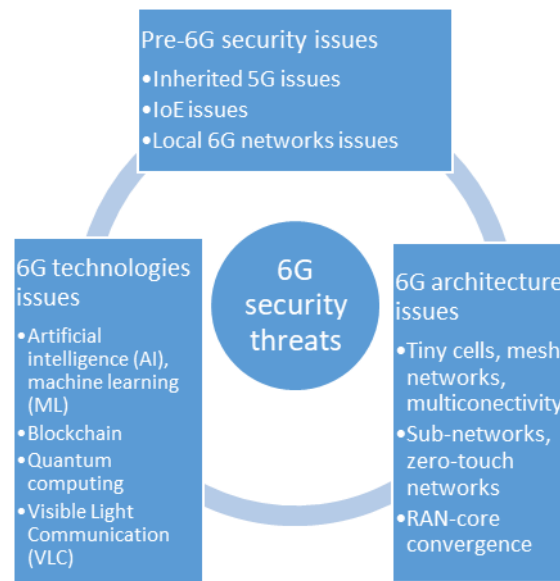 Pre-6G security issues
•Inherited 5G issues
•IoE issues
•Local 6G networks issues
6G
security
threats
6G technologies
issues
•Artificial
intelligence (AI),
machine learning
(ML)
•Blockchain
•Quantum
computing
•Visible Light
Communication
(VLC)
6G architecture
issues
•Tiny cells, mesh
networks,
multiconectivity
•Sub-networks,
zero-touch
networks
•RAN-core
convergence